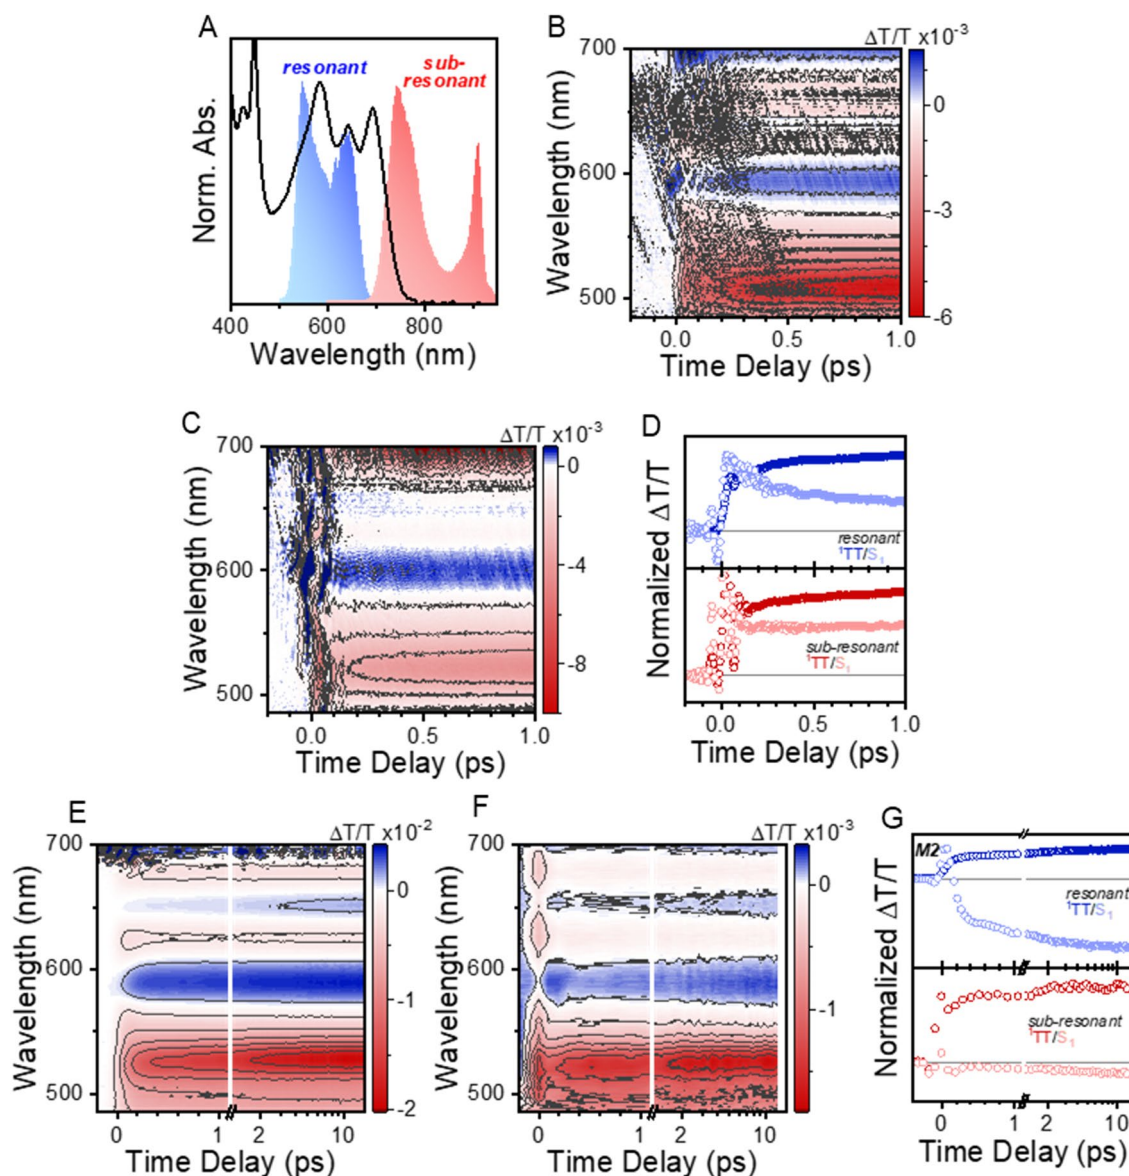 A
resonant
sub-
resonant
Norm. Abs.
400
600
800
Wavelength (nm)
B
ΔT/T x10⁻³
700
600
500
Wavelength (nm)
0.0
0.5
1.0
Time Delay (ps)
0
-3
-6
C
ΔT/T x10⁻³
700
600
500
Wavelength (nm)
0.0
0.5
1.0
Time Delay (ps)
0
-4
-8
D
Normalized ΔT/T
resonant
¹TT/S₁
sub-resonant
¹TT/S₁
0.0
0.5
1.0
Time Delay (ps)
E
ΔT/T x10⁻²
700
600
500
Wavelength (nm)
0
1
2
10
Time Delay (ps)
0
-1
-2
F
ΔT/T x10⁻³
700
600
500
Wavelength (nm)
0
1
2
10
Time Delay (ps)
0
-1
G
M2
Normalized ΔT/T
resonant
¹TT/S₁
sub-resonant
¹TT/S₁
0
1
2
10
Time Delay (ps)